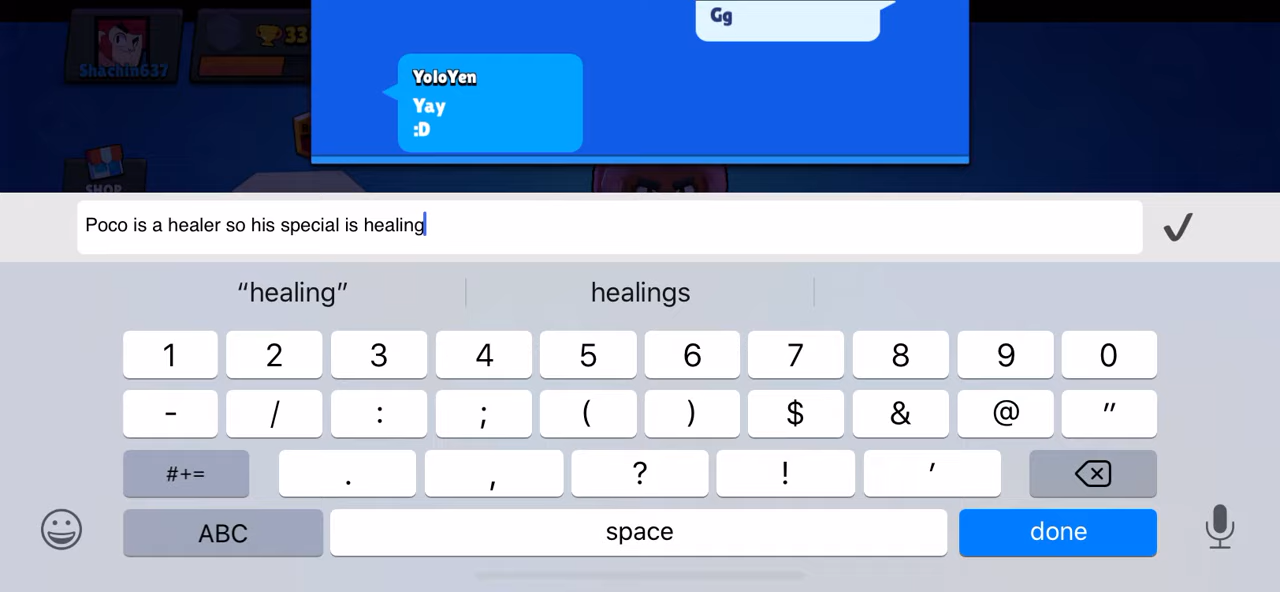 Gg
Shachin637
33
YoloYen
Yay
:D
SHOP
Poco is a healer so his special is healing
“healing”
healings
1 2 3 4 5 6 7 8 9 0
- / : ; ( ) $ & @ "
#+= . , ? ! '
ABC space done